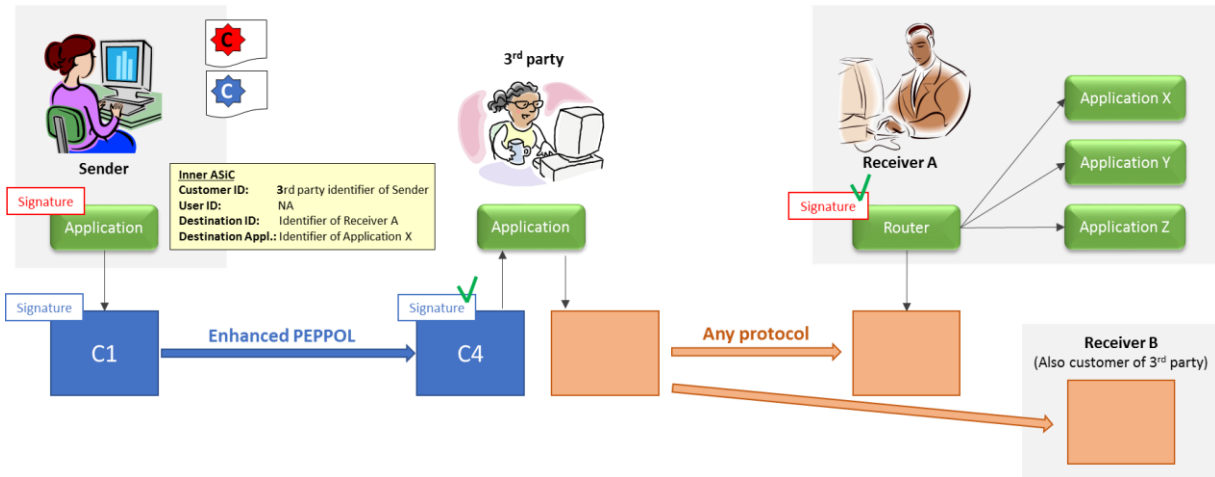 C
C
3rd party
Sender
Receiver A
Application X
Application Y
Application Z
Inner ASiC
Customer ID: 3rd party identifier of Sender
User ID: NA
Destination ID: Identifier of Receiver A
Destination Appl.: Identifier of Application X
Signature
Application
Application
Signature
Router
Signature
C1
Enhanced PEPPOL
Signature
C4
Any protocol
Receiver B
(Also customer of 3rd party)